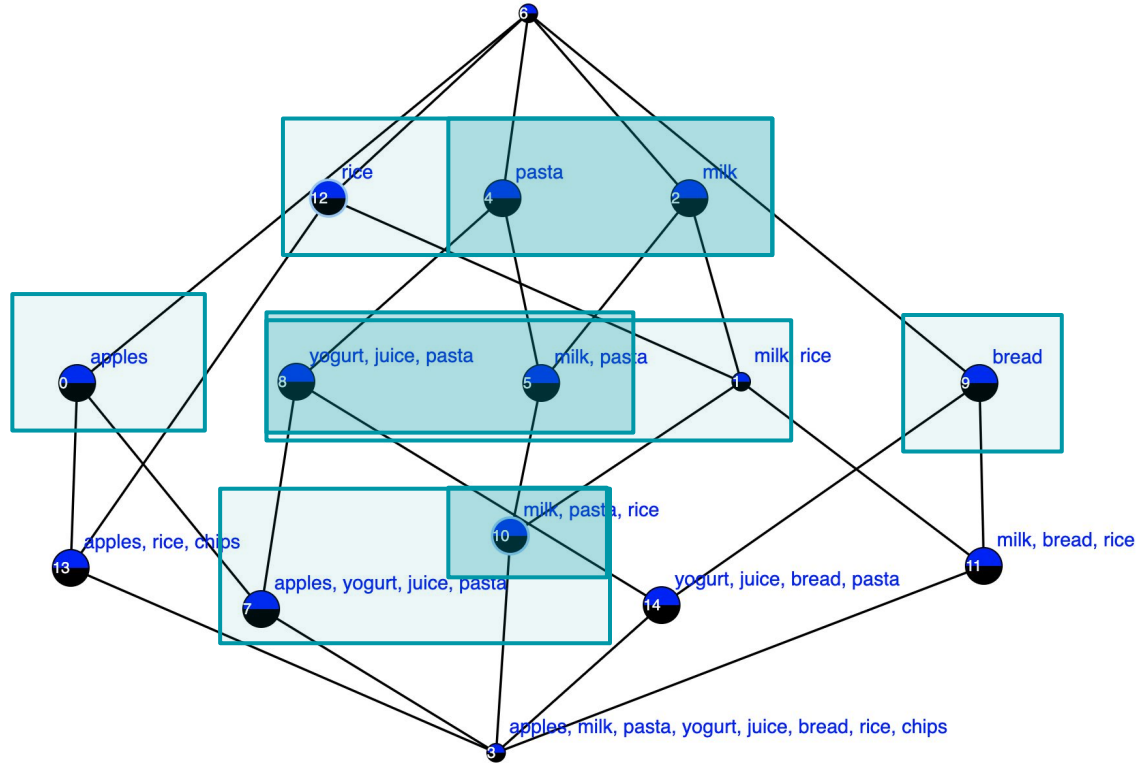 6
rice
pasta
milk
12
4
2
apples
yogurt, juice, pasta
milk, pasta
milk, rice
bread
0
8
5
1
9
milk, pasta, rice
10
apples, rice, chips
milk, bread, rice
13
11
apples, yogurt, juice, pasta
yogurt, juice, bread, pasta
7
14
apples, milk, pasta, yogurt, juice, bread, rice, chips
3